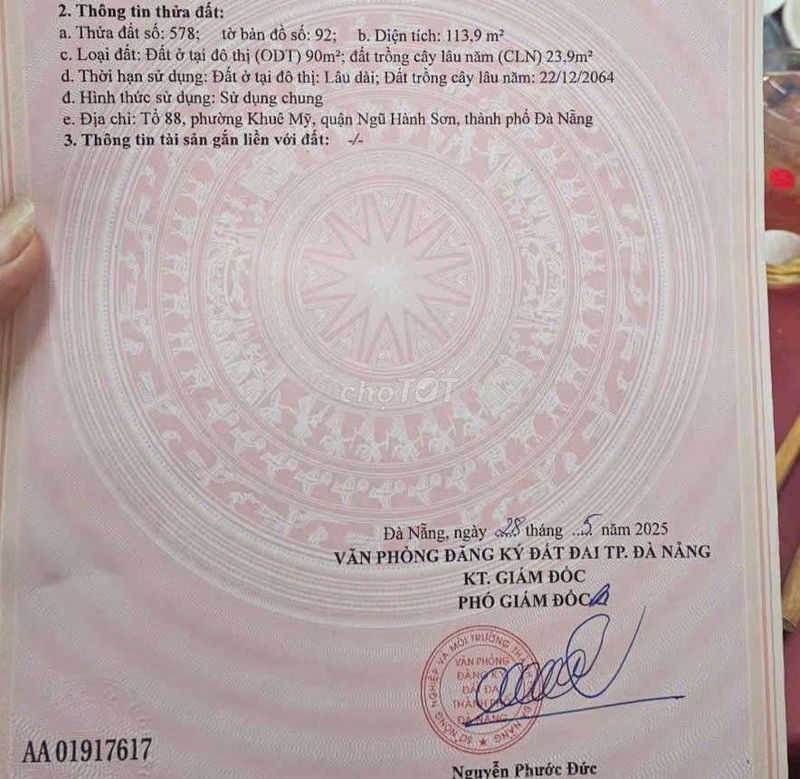 2. Thông tin thửa đất:
a. Thửa đất số: 578; tờ bản đồ số: 92; b. Diện tích: 113,9 m²
c. Loại đất: Đất ở tại đô thị (ODT) 90m²; đất trồng cây lâu năm (CLN) 23.9m²
d. Thời hạn sử dụng: Đất ở tại đô thị: Lâu dài; Đất trồng cây lâu năm: 22/12/2064
đ. Hình thức sử dụng: Sử dụng chung
e. Địa chỉ: Tổ 88, phường Khuê Mỹ, quận Ngũ Hành Sơn, thành phố Đà Nẵng
3. Thông tin tài sản gắn liền với đất: -/-
chợTỐT
Đà Nẵng, ngày 28 tháng 5 năm 2025
VĂN PHÒNG ĐĂNG KÝ ĐẤT ĐAI TP. ĐÀ NẴNG
KT. GIÁM ĐỐC
PHÓ GIÁM ĐỐC
VĂN PHÒNG
AA 01917617
Nguyễn Phước Đức